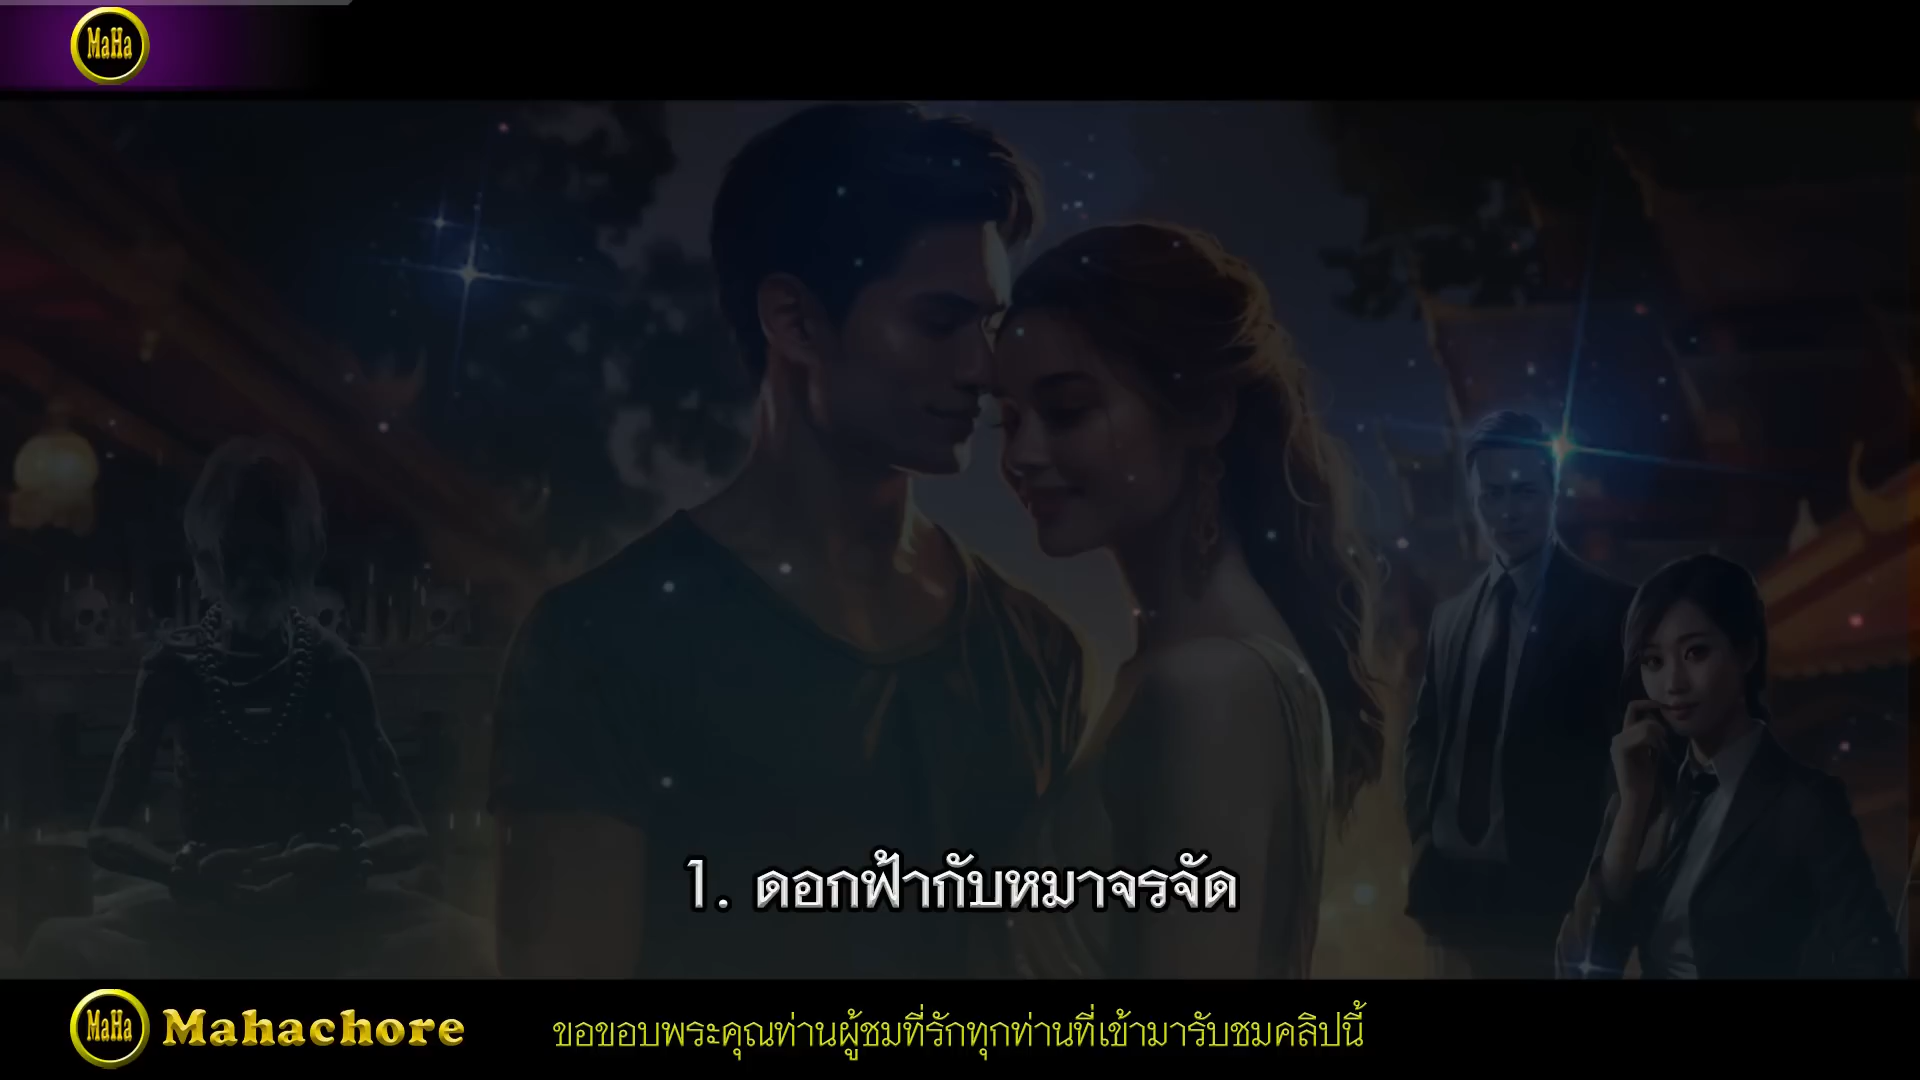 MaHa
1. ดอกฟ้ากับหมาจรจัด
MaHa Mahachore
ขอขอบพระคุณท่านผู้ชมที่รักทุกท่านที่เข้ามารับชมคลิปนี้